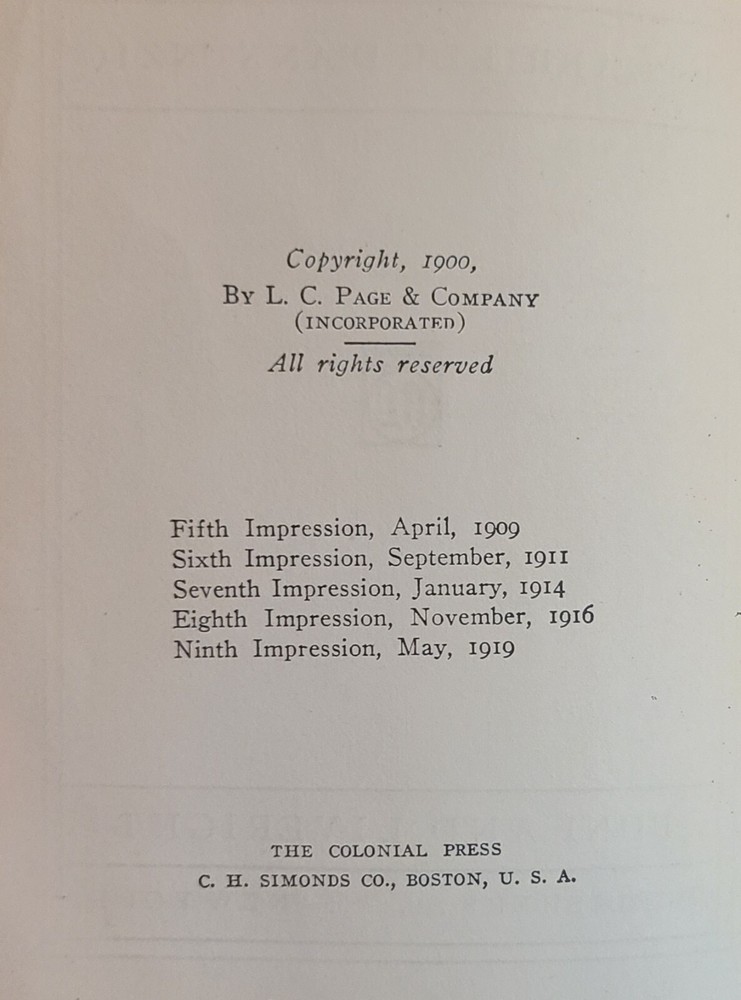 Copyright, 1900,
By L. C. Page & Company
(INCORPORATED)
All rights reserved
Fifth Impression, April, 1909
Sixth Impression, September, 1911
Seventh Impression, January, 1914
Eighth Impression, November, 1916
Ninth Impression, May, 1919
THE COLONIAL PRESS
C. H. SIMONDS CO., BOSTON, U. S. A.